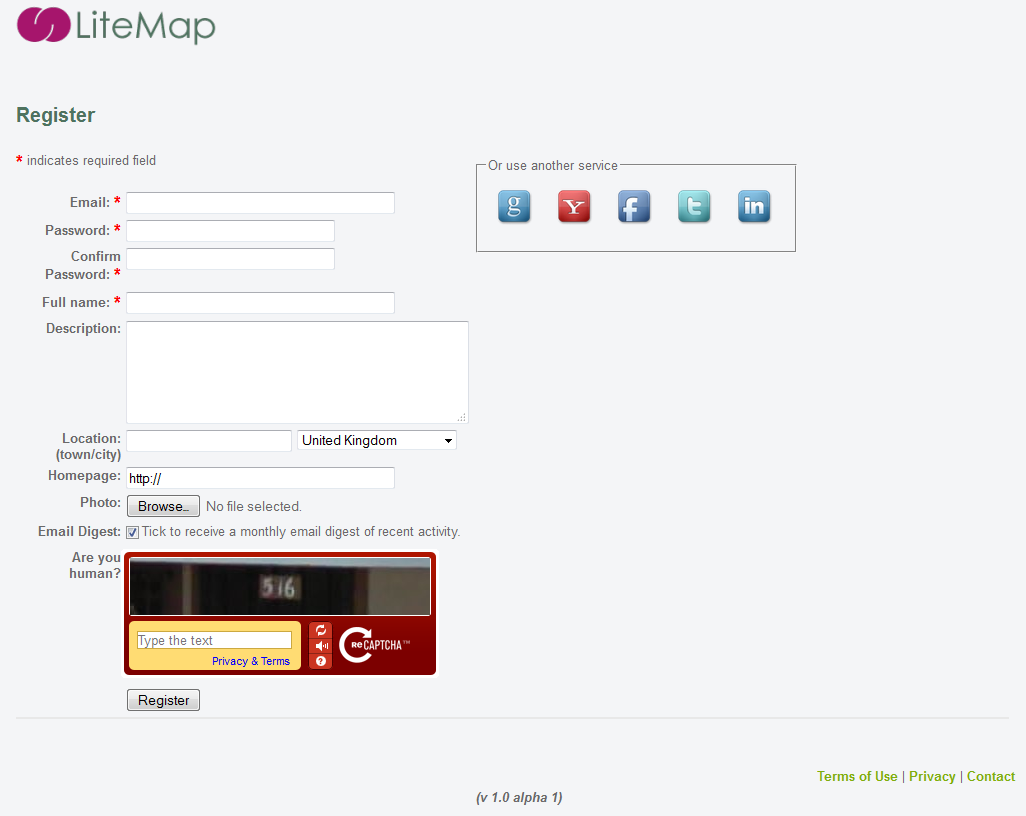 LiteMap
Register
* indicates required field
Or use another service
g Y f t in
Email: *
Password: *
Confirm
Password: *
Full name: *
Description:
Location:
(town/city)
United Kingdom
Homepage:
http://
Photo:
Browse...
No file selected.
Email Digest:
Tick to receive a monthly email digest of recent activity.
Are you
human?
516
Type the text
Privacy & Terms
?
reCAPTCHA™
Register
Terms of Use | Privacy | Contact
(v 1.0 alpha 1)